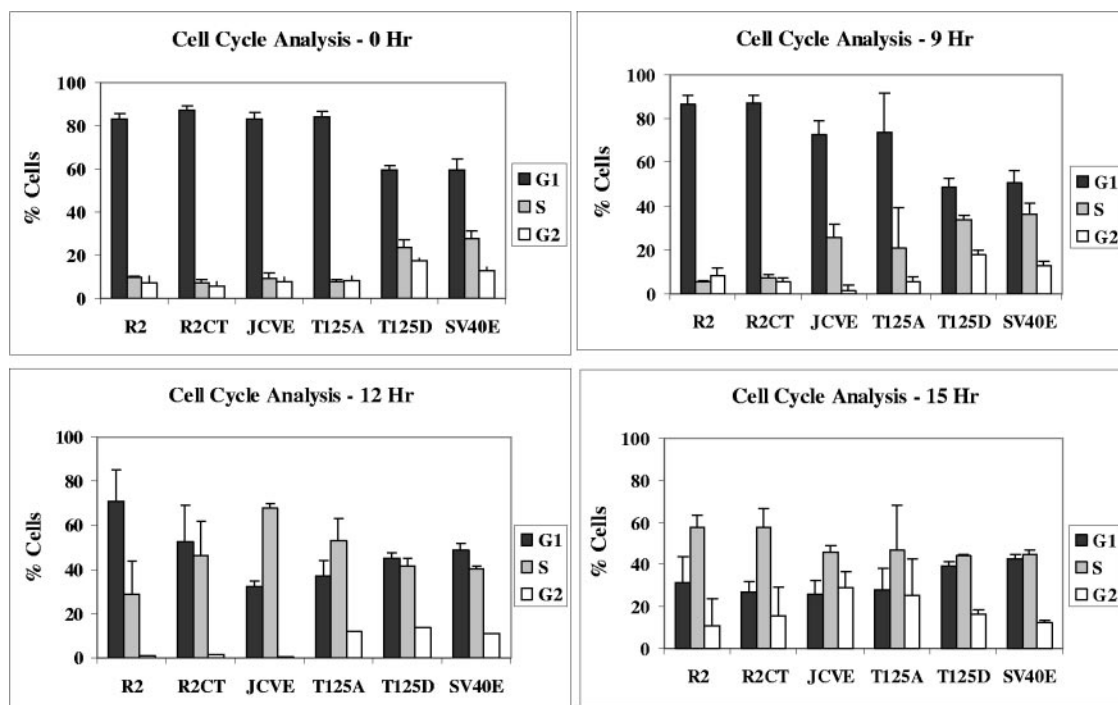 Cell Cycle Analysis - 0 Hr
% Cells
100
80
60
40
20
0
R2 R2CT JCVE T125A T125D SV40E
G1
S
G2
Cell Cycle Analysis - 9 Hr
% Cells
100
80
60
40
20
0
R2 R2CT JCVE T125A T125D SV40E
G1
S
G2
Cell Cycle Analysis - 12 Hr
% Cells
100
80
60
40
20
0
R2 R2CT JCVE T125A T125D SV40E
G1
S
G2
Cell Cycle Analysis - 15 Hr
% Cells
100
80
60
40
20
0
R2 R2CT JCVE T125A T125D SV40E
G1
S
G2